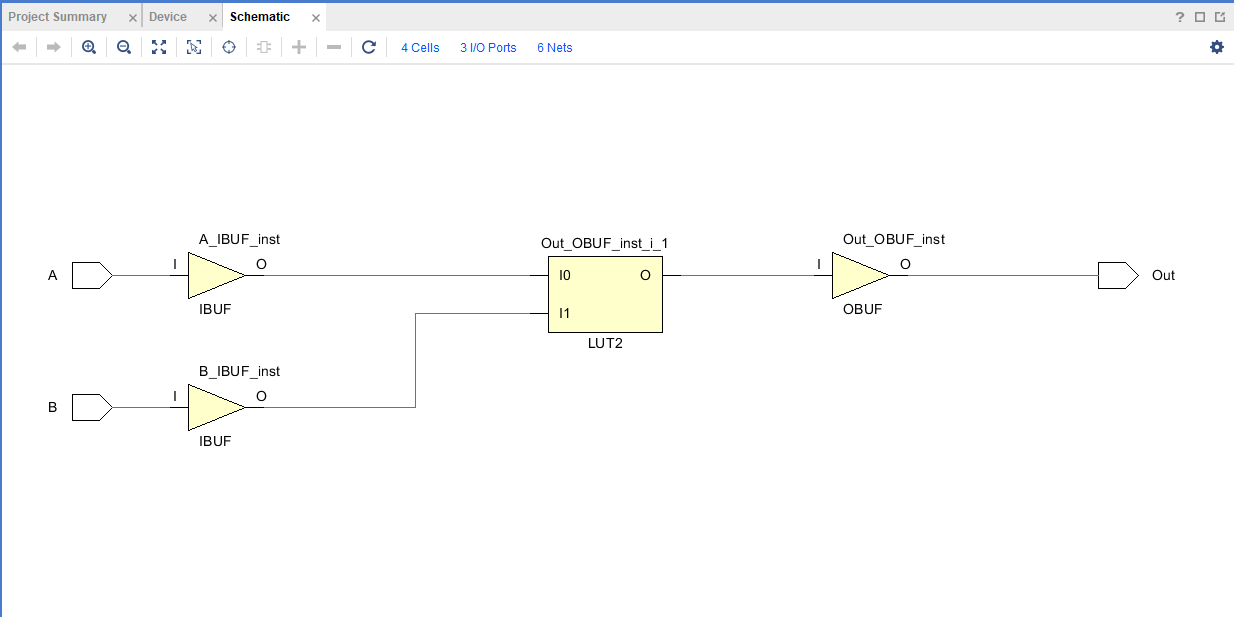 Project Summary × Device × Schematic ×
?
4 Cells 3 I/O Ports 6 Nets
A_IBUF_inst Out_OBUF_inst_i_1 Out_OBUF_inst
A I O I0 O I O Out
IBUF I1 OBUF
LUT2
B_IBUF_inst
B I O
IBUF